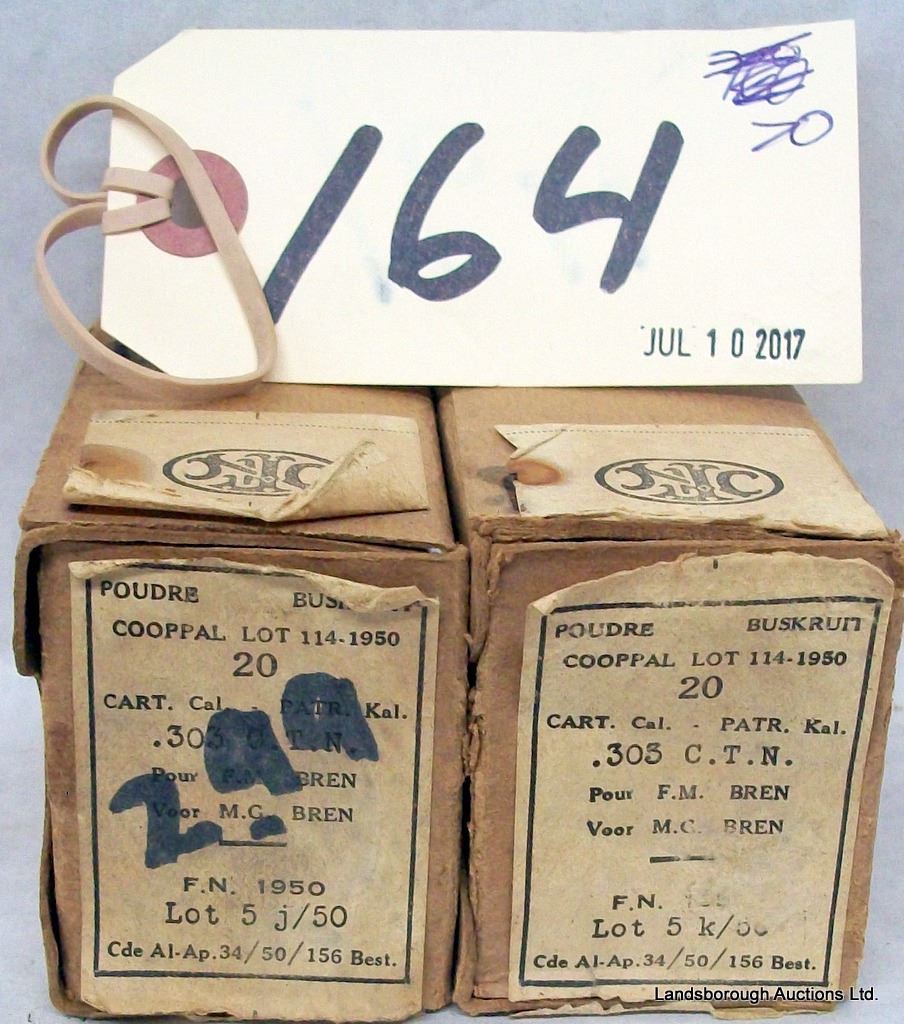 164
70
JUL 10 2017
FN
FN
POUDRE
COOPPAL LOT 114-1950
20
CART. Cal. - PATR. Kal.
.303 C.T.N.
Pour F.M. BREN
Voor M.G. BREN
F.N. 1950
Lot 5 j/50
Cde Al-Ap.34/50/156 Best.
POUDRE BUSKRUIT
COOPPAL LOT 114-1950
20
CART. Cal. - PATR. Kal.
.303 C.T.N.
Pour F.M. BREN
Voor M.G. BREN
F.N.
Lot 5 k/50
Cde Al-Ap.34/50/156 Best.
Landsborough Auctions Ltd.